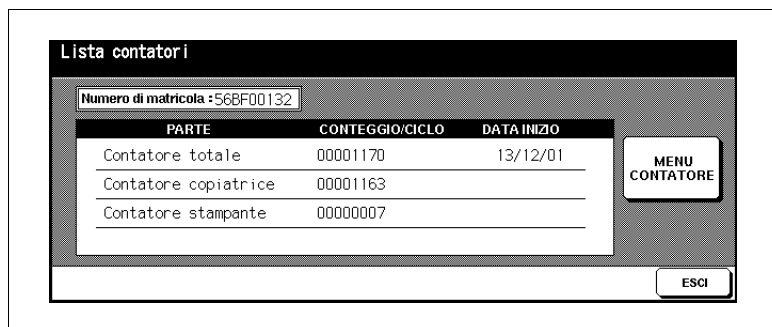 Lista contatori
Numero di matricola : 56BF00132
PARTE CONTEGGIO/CICLO DATA INIZIO
Contatore totale 00001170 13/12/01
Contatore copiatrice 00001163
Contatore stampante 00000007
MENU
CONTATORE
ESCI